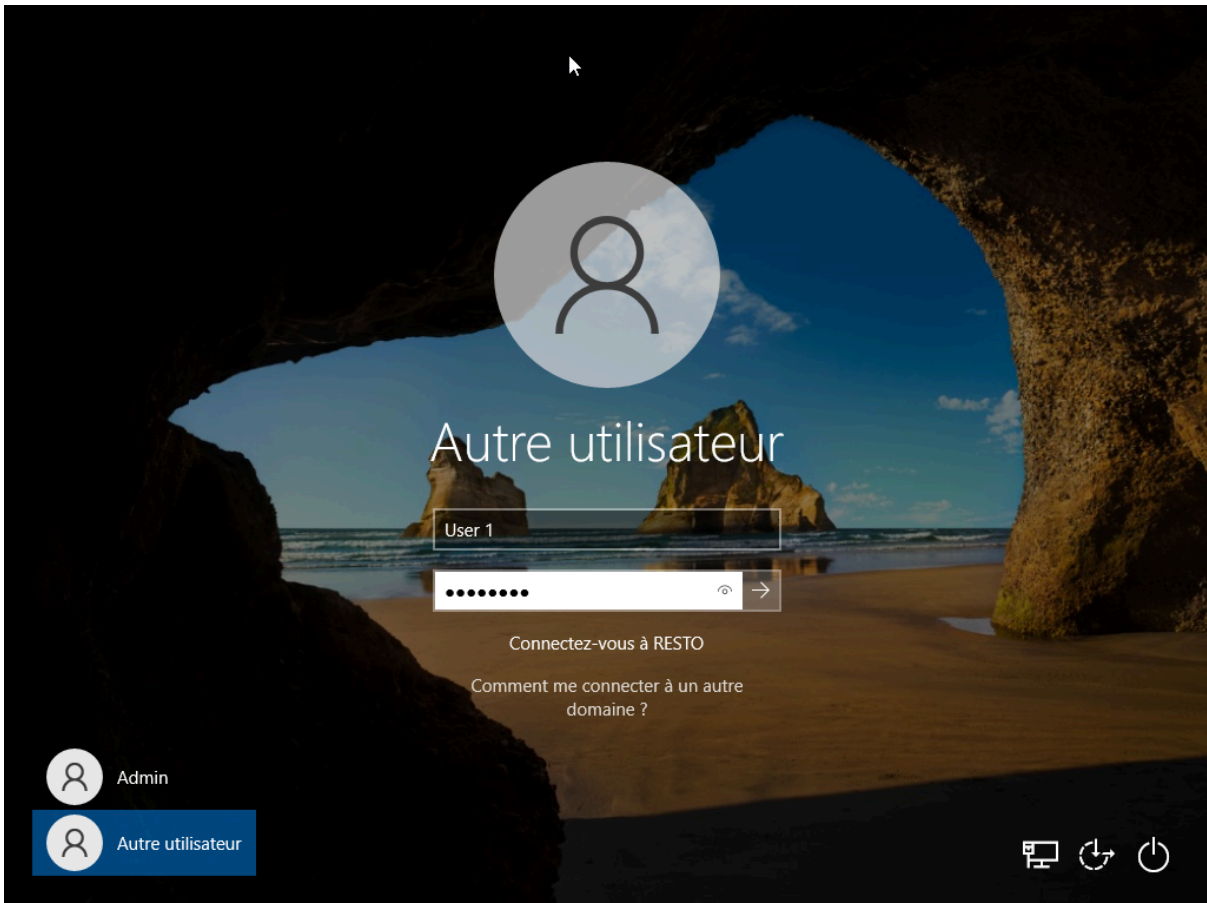 Autre utilisateur
User 1
Connectez-vous à RESTO
Comment me connecter à un autre
domaine ?
Admin
Autre utilisateur